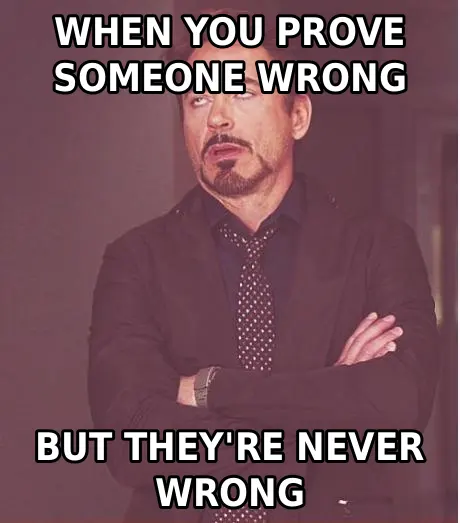 WHEN YOU PROVE
SOMEONE WRONG
BUT THEY'RE NEVER
WRONG